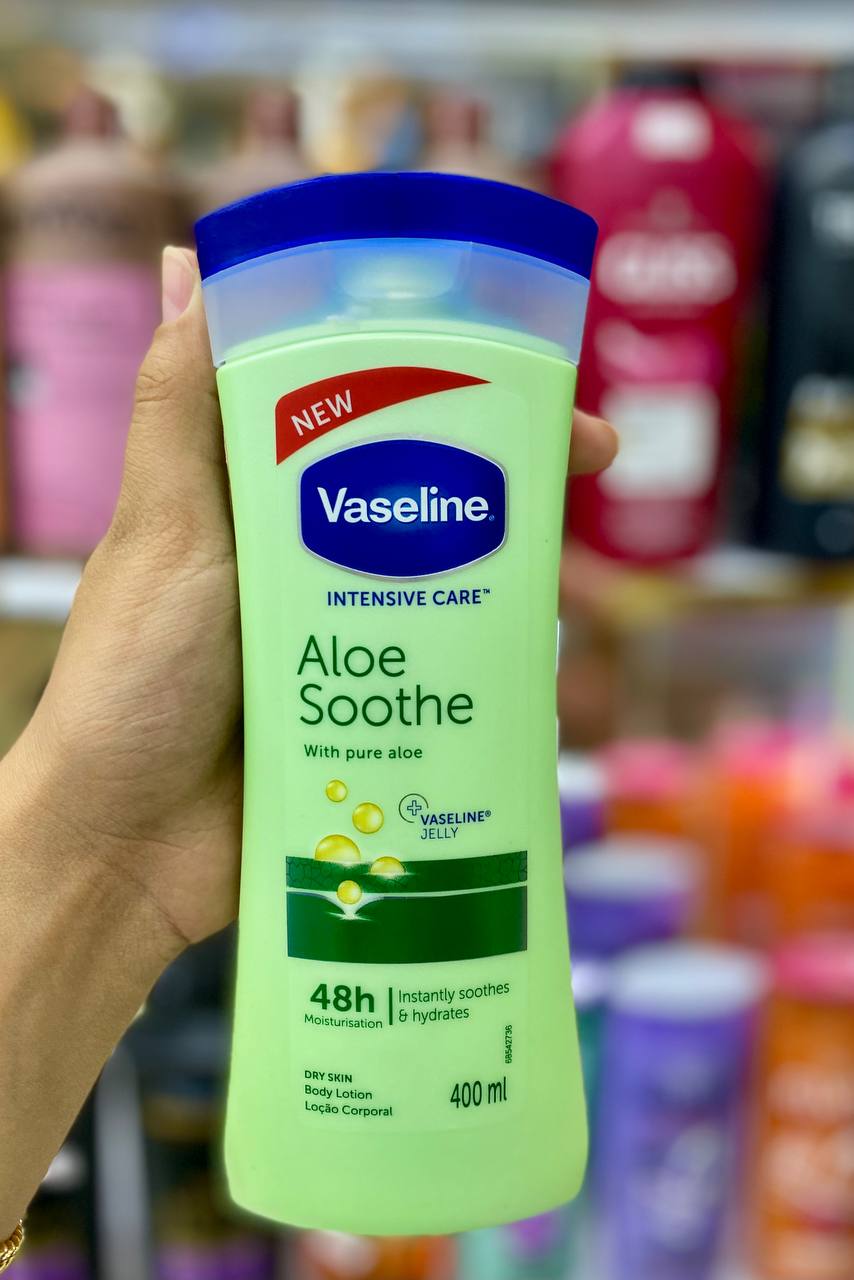 NEW
Vaseline®
INTENSIVE CARE™
Aloe
Soothe
With pure aloe
VASELINE®
JELLY
48h
Moisturisation
Instantly soothes
& hydrates
68542736
DRY SKIN
Body Lotion
Loção Corporal
400 ml